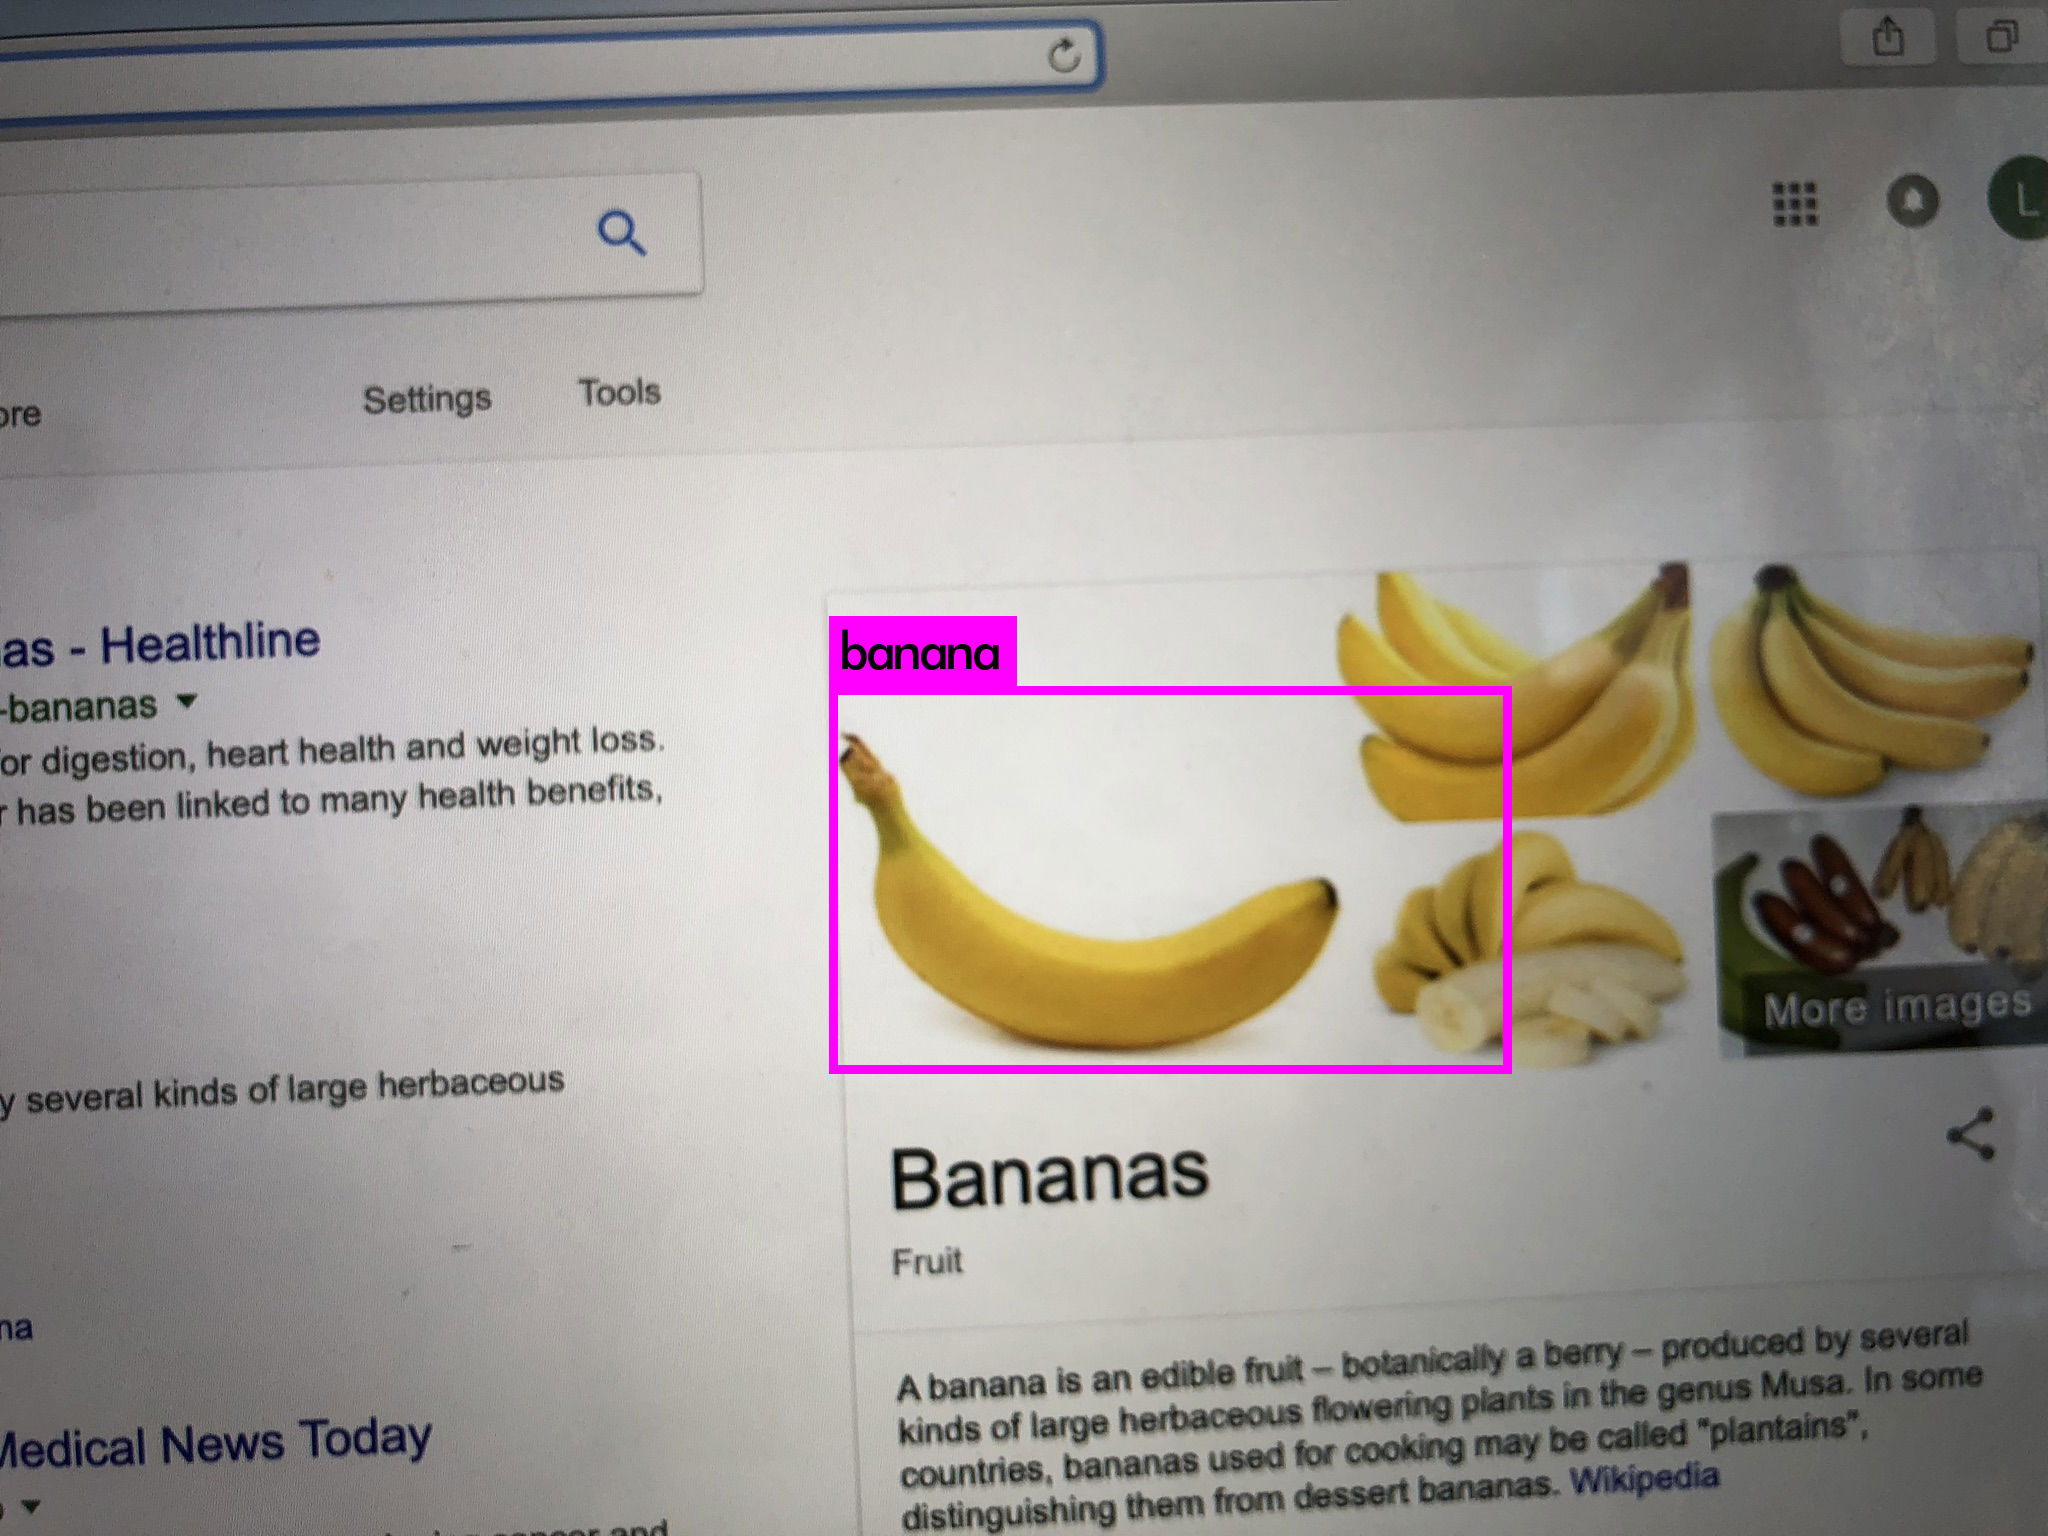 L
ore
Settings
Tools
as - Healthline
-bananas
or digestion, heart health and weight loss.
r has been linked to many health benefits,
y several kinds of large herbaceous
na
Medical News Today
and
banana
More images
Bananas
Fruit
A banana is an edible fruit – botanically a berry – produced by several
kinds of large herbaceous flowering plants in the genus Musa. In some
countries, bananas used for cooking may be called "plantains",
distinguishing them from dessert bananas. Wikipedia